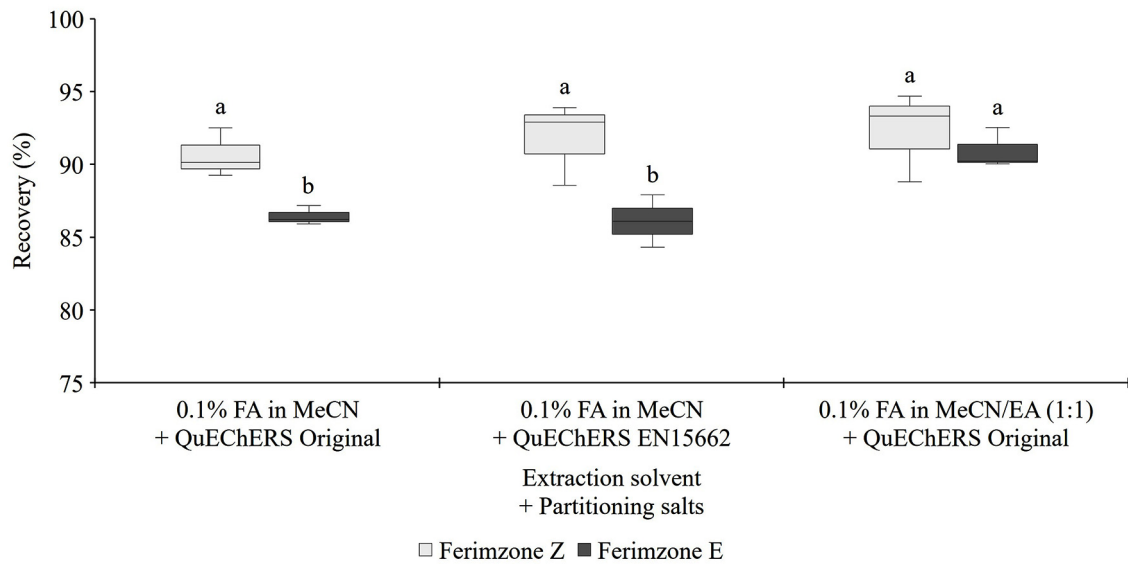 100
95
90
85
80
75
Recovery (%)
a
b
a
b
a
a
0.1% FA in MeCN
+ QuEChERS Original
0.1% FA in MeCN
+ QuEChERS EN15662
0.1% FA in MeCN/EA (1:1)
+ QuEChERS Original
Extraction solvent
+ Partitioning salts
Ferimzone Z
Ferimzone E